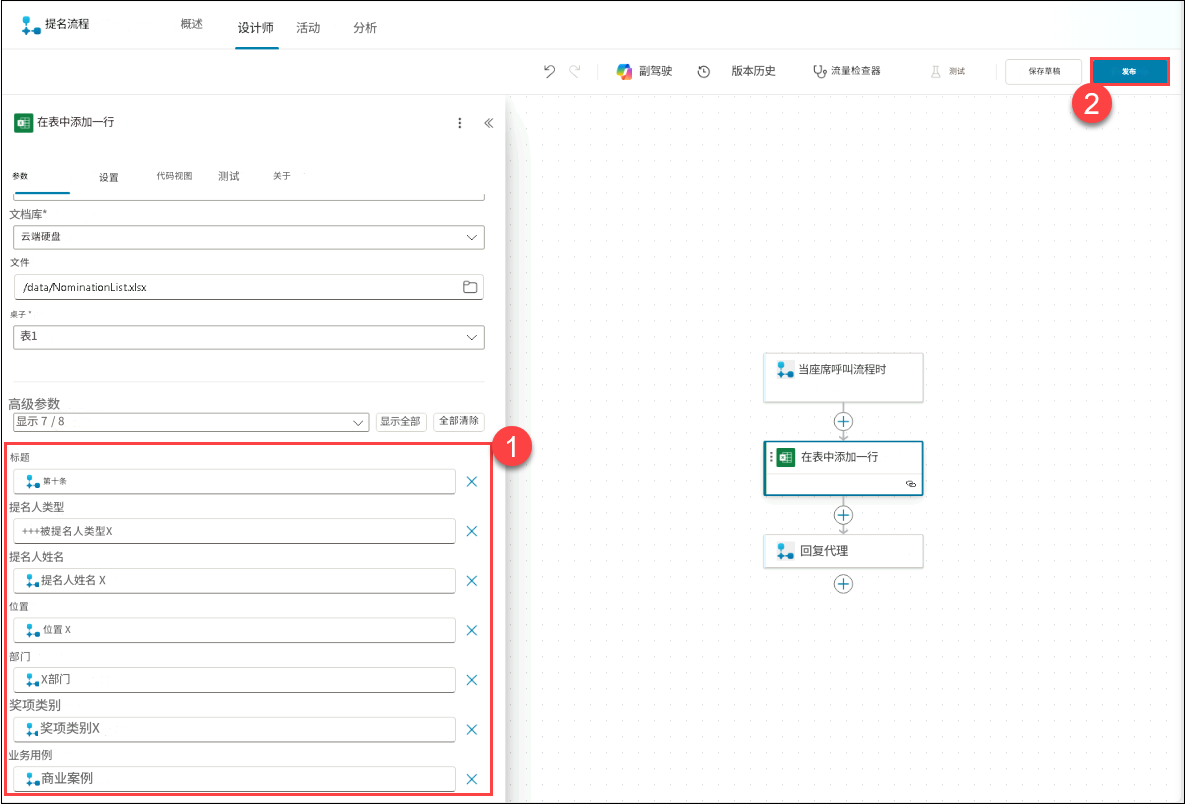 提名流程
概述
设计师
活动
分析
副驾驶
版本历史
流量检查器
测试
保存草稿
发布
2
在表中添加一行
参数
设置
代码视图
测试
关于
文档库*
云端硬盘
文件
/data/NominationList.xlsx
桌子 *
表1
高级参数
显示 7 / 8
显示全部
全部清除
1
标题
第十条
提名人类型
+++被提名人类型X
提名人姓名
提名人姓名 X
位置
位置 X
部门
X部门
奖项类别
奖项类别X
业务用例
商业案例
当座席呼叫流程时
在表中添加一行
回复代理